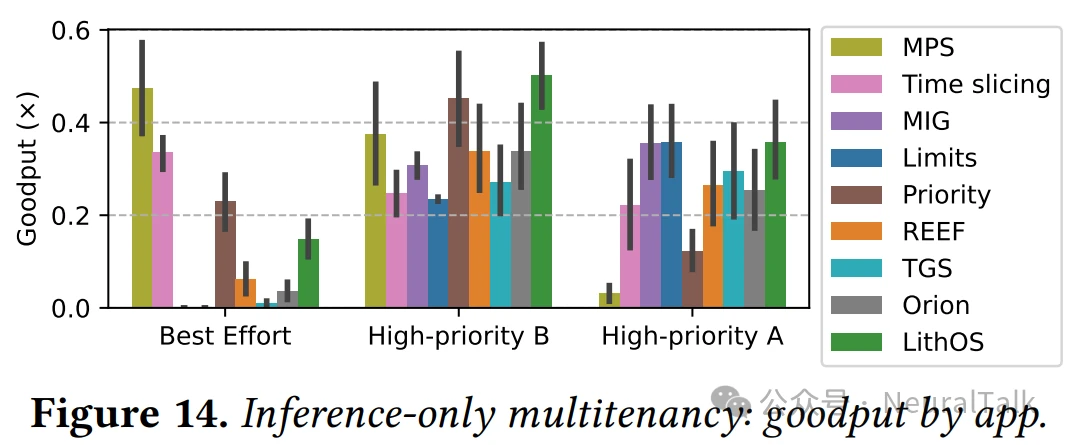 0.6
0.4
0.2
0.0
Goodput (×)
Best Effort
High-priority B
High-priority A
MPS
Time slicing
MIG
Limits
Priority
REEF
TGS
Orion
LithOS
Figure 14. Inference-only multitenancy: goodput by app.
公众号 · NeuralTalk